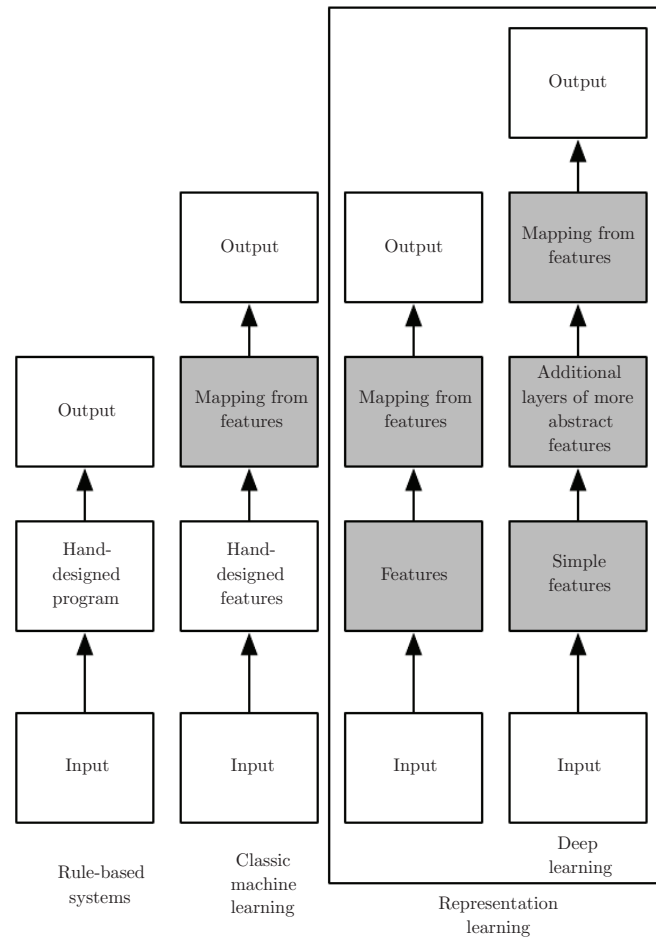 Output
Output
Output
Mapping from
features
Output
Mapping from
features
Mapping from
features
Additional
layers of more
abstract
features
Hand-
designed
program
Hand-
designed
features
Features
Simple
features
Input
Input
Input
Input
Rule-based
systems
Classic
machine
learning
Deep
learning
Representation
learning